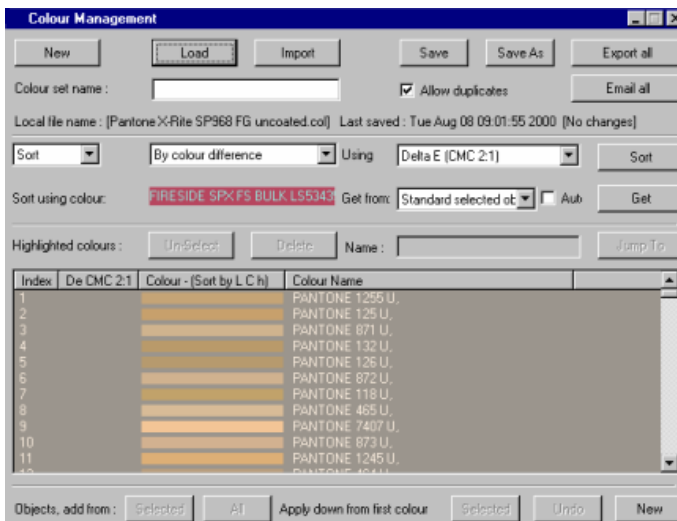 Colour Management
New Load Import Save Save As Export all
Colour set name : Allow duplicates Email all
Local file name : [Pantone X-Rite SP968 FG uncoated.col] Last saved : Tue Aug 08 09:01:55 2000 (No changes)
Sort By colour difference Using Delta E (CMC 2:1) Sort
Sort using colour: FIRESIDE SPX FS BULK LS5343 Get from: Standard selected ob Auto Get
Highlighted colours : Un-Select Delete Name : Jump To
Index De CMC 2:1 Colour - (Sort by L C h) Colour Name
1 PANTONE 1255 U,
2 PANTONE 125 U,
3 PANTONE 871 U,
4 PANTONE 132 U,
5 PANTONE 126 U,
6 PANTONE 872 U,
7 PANTONE 118 U,
8 PANTONE 465 U,
9 PANTONE 7407 U,
10 PANTONE 873 U,
11 PANTONE 1245 U,
Objects, add from : Selected All Apply down from first colour Selected Undo New